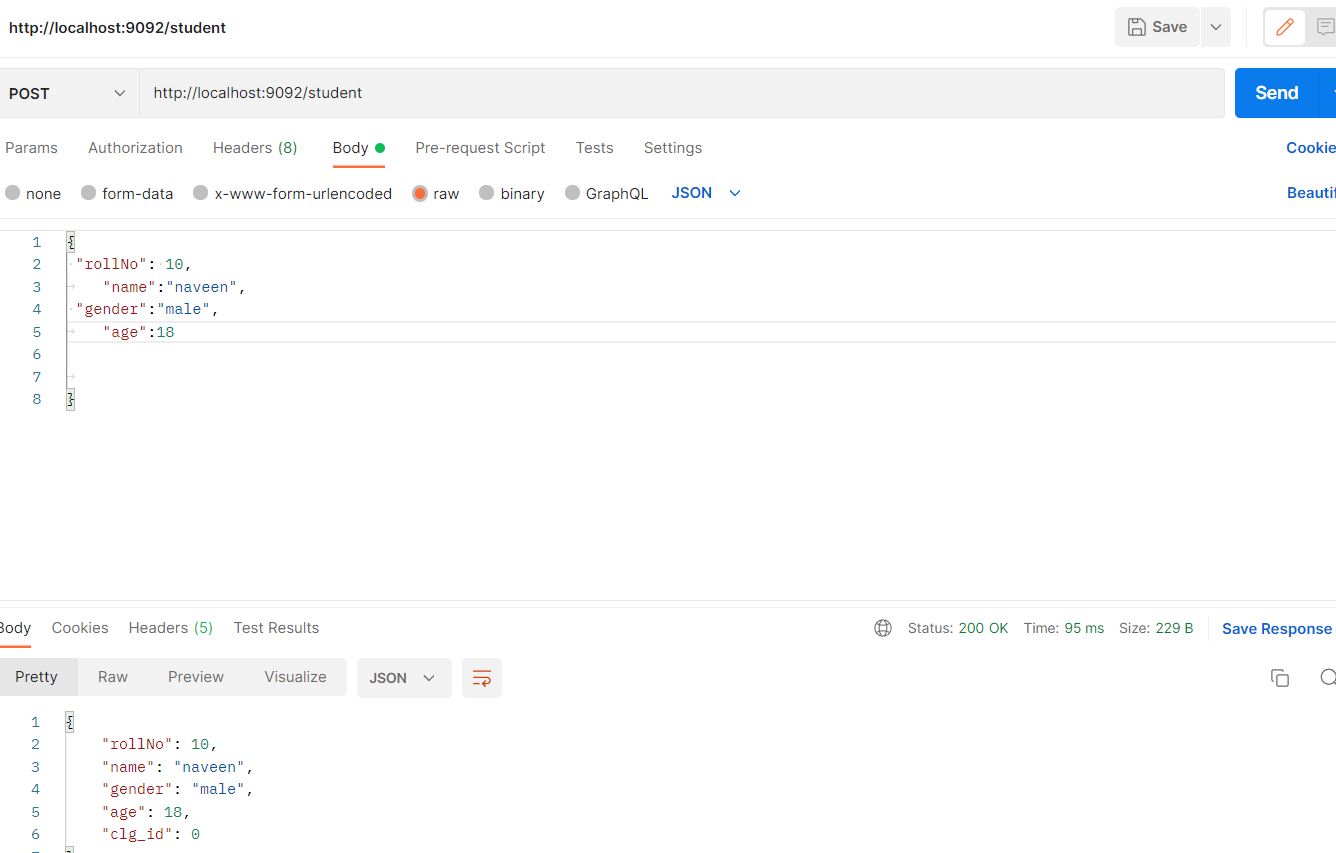 http://localhost:9092/student
Save
POST
http://localhost:9092/student
Send
Params Authorization Headers (8) Body Pre-request Script Tests Settings Cookie
none form-data x-www-form-urlencoded raw binary GraphQL JSON Beautif
1 {
2 "rollNo": 10,
3 "name":"naveen",
4 "gender":"male",
5 "age":18
6
7
8 }
Body Cookies Headers (5) Test Results Status: 200 OK Time: 95 ms Size: 229 B Save Response
Pretty Raw Preview Visualize JSON
1 {
2 "rollNo": 10,
3 "name": "naveen",
4 "gender": "male",
5 "age": 18,
6 "clg_id": 0